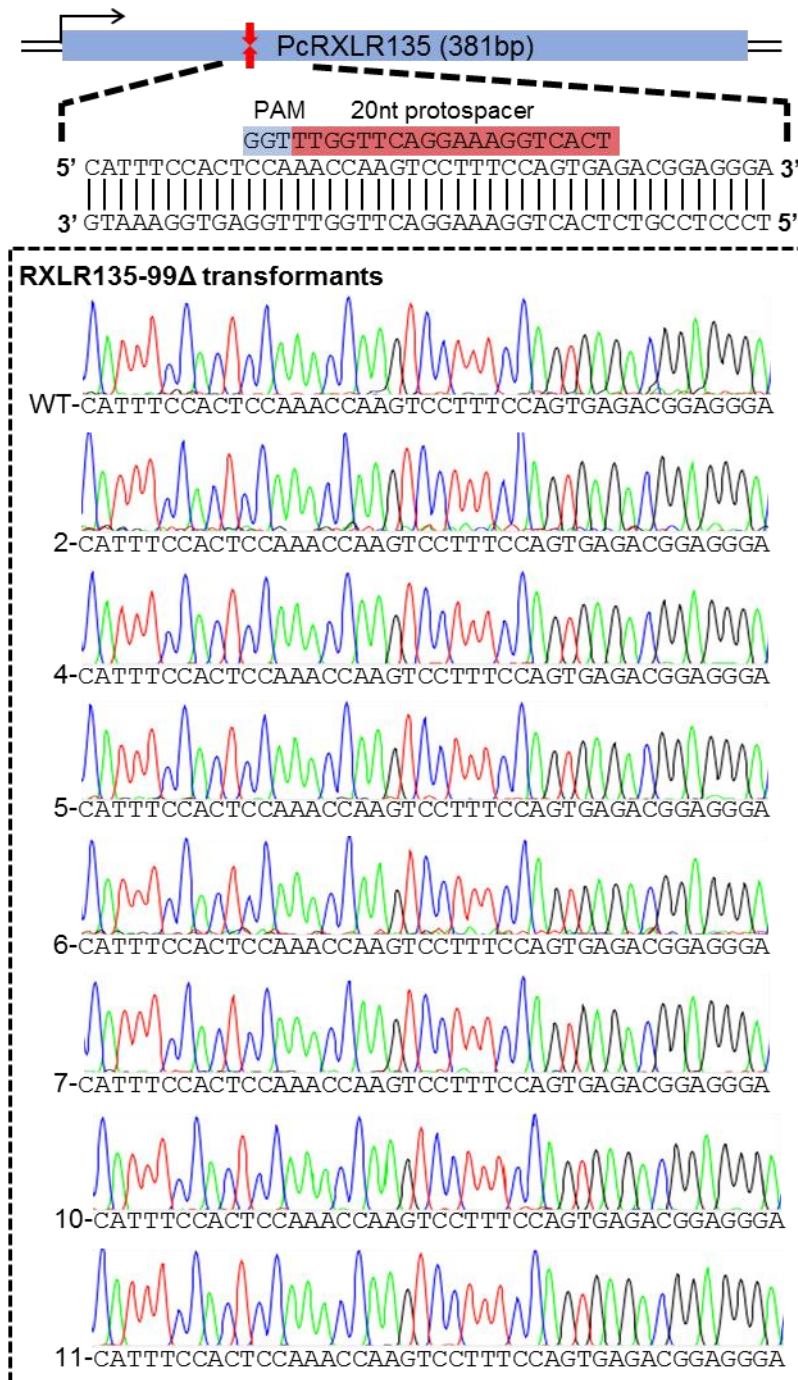 PcRXLR135 (381bp)
PAM 20nt protospacer
GGTTTGGTTCAGGAAAGGTCACT
5’ CATTTCCACTCCAAACCAAGTCCTTTCCAGTGAGACGGAGGGA 3’
3’ GTAAAGGTGAGGTTTGGTTCAGGAAAGGTCACTCTGCCTCCCT 5’
RXLR135-99Δ transformants
WT-CATTTCCACTCCAAACCAAGTCCTTTCCAGTGAGACGGAGGGA
2-CATTTCCACTCCAAACCAAGTCCTTTCCAGTGAGACGGAGGGA
4-CATTTCCACTCCAAACCAAGTCCTTTCCAGTGAGACGGAGGGA
5-CATTTCCACTCCAAACCAAGTCCTTTCCAGTGAGACGGAGGGA
6-CATTTCCACTCCAAACCAAGTCCTTTCCAGTGAGACGGAGGGA
7-CATTTCCACTCCAAACCAAGTCCTTTCCAGTGAGACGGAGGGA
10-CATTTCCACTCCAAACCAAGTCCTTTCCAGTGAGACGGAGGGA
11-CATTTCCACTCCAAACCAAGTCCTTTCCAGTGAGACGGAGGGA